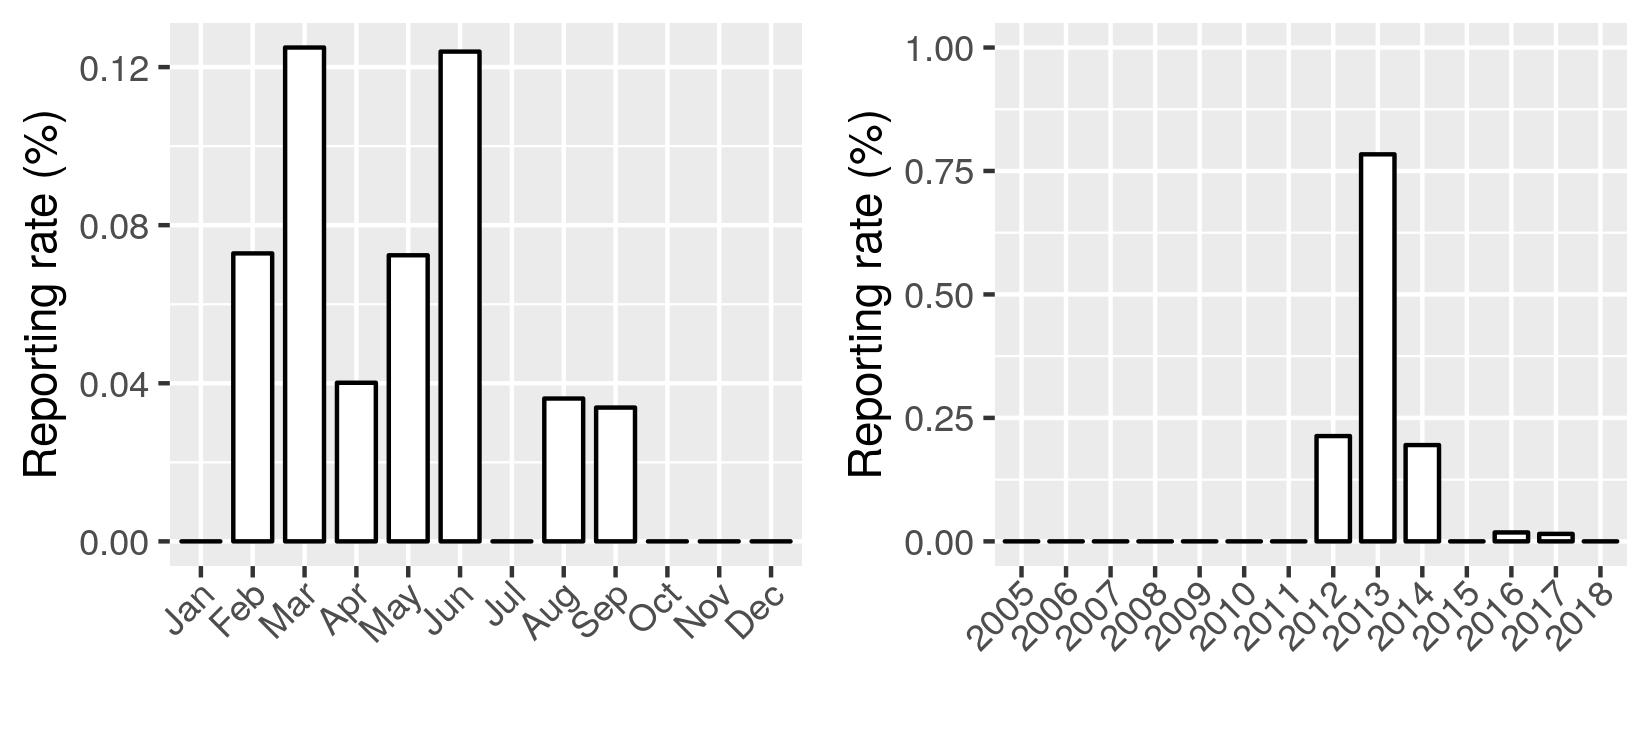 Reporting rate (%)
0.12
0.08
0.04
0.00
Jan Feb Mar Apr May Jun Jul Aug Sep Oct Nov Dec
Reporting rate (%)
1.00
0.75
0.50
0.25
0.00
2005 2006 2007 2008 2009 2010 2011 2012 2013 2014 2015 2016 2017 2018